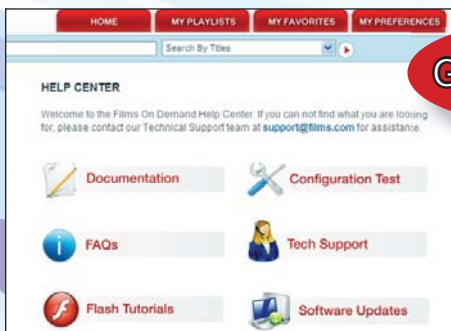 HOME MY PLAYLISTS MY FAVORITES MY PREFERENCES
Search By Titles
G
HELP CENTER
Welcome to the Films On Demand Help Center. If you can not find what you are looking
for, please contact our Technical Support team at support@films.com for assistance.
Documentation Configuration Test
FAQs Tech Support
Flash Tutorials Software Updates